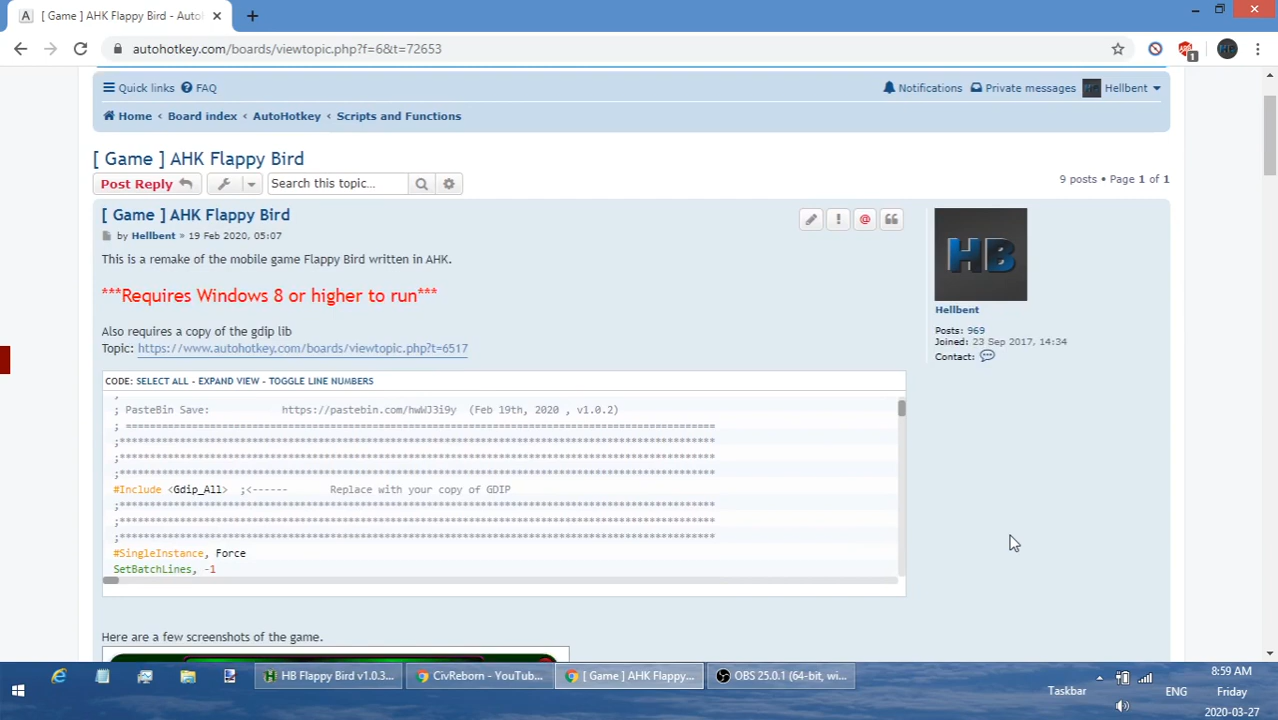 [ Game ] AHK Flappy Bird - Auto
autohotkey.com/boards/viewtopic.php?f=6&t=72653
1
Quick links FAQ
Notifications Private messages Hellbent
Home ‹ Board index ‹ AutoHotkey ‹ Scripts and Functions
[ Game ] AHK Flappy Bird
Post Reply Search this topic... 9 posts • Page 1 of 1
[ Game ] AHK Flappy Bird
by Hellbent » 19 Feb 2020, 05:07
This is a remake of the mobile game Flappy Bird written in AHK.
***Requires Windows 8 or higher to run***
Also requires a copy of the gdip lib
Topic: https://www.autohotkey.com/boards/viewtopic.php?t=6517
HB
Hellbent
Posts: 969
Joined: 23 Sep 2017, 14:34
Contact:
CODE: SELECT ALL - EXPAND VIEW - TOGGLE LINE NUMBERS
; PasteBin Save: https://pastebin.com/hwWJ3i9y (Feb 19th, 2020 , v1.0.2)
#Include <Gdip_All> ;<------ Replace with your copy of GDIP
#SingleInstance, Force
SetBatchLines, -1
Here are a few screenshots of the game.
HB Flappy Bird v1.0.3...
CivReborn - YouTub...
[ Game ] AHK Flappy...
OBS 25.0.1 (64-bit, wi...
Taskbar
ENG
8:59 AM
Friday
2020-03-27